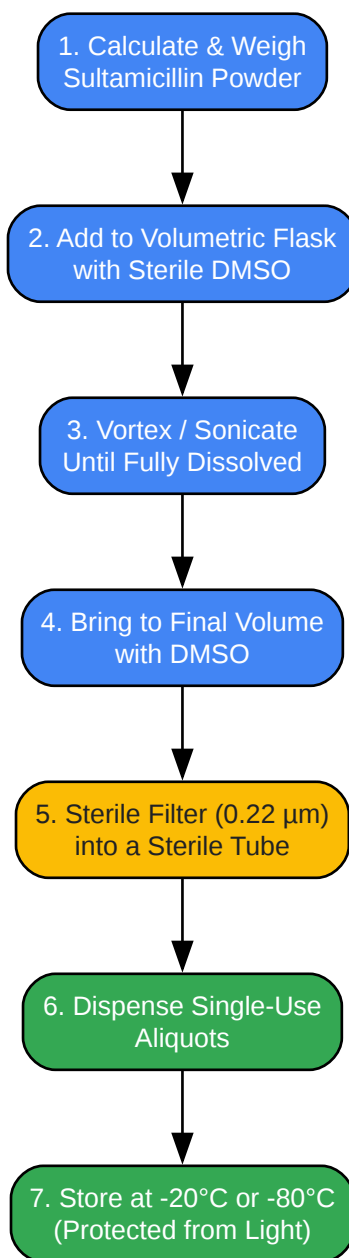 1. Calculate & Weigh
Sultamicillin Powder
2. Add to Volumetric Flask
with Sterile DMSO
3. Vortex / Sonicate
Until Fully Dissolved
4. Bring to Final Volume
with DMSO
5. Sterile Filter (0.22 µm)
into a Sterile Tube
6. Dispense Single-Use
Aliquots
7. Store at -20°C or -80°C
(Protected from Light)